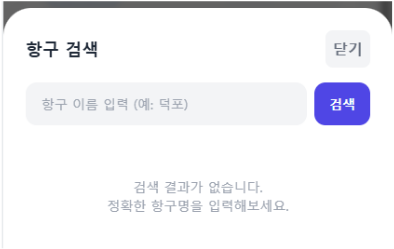 항구 검색
닫기
항구 이름 입력 (예: 덕포)
검색
검색 결과가 없습니다.
정확한 항구명을 입력해보세요.